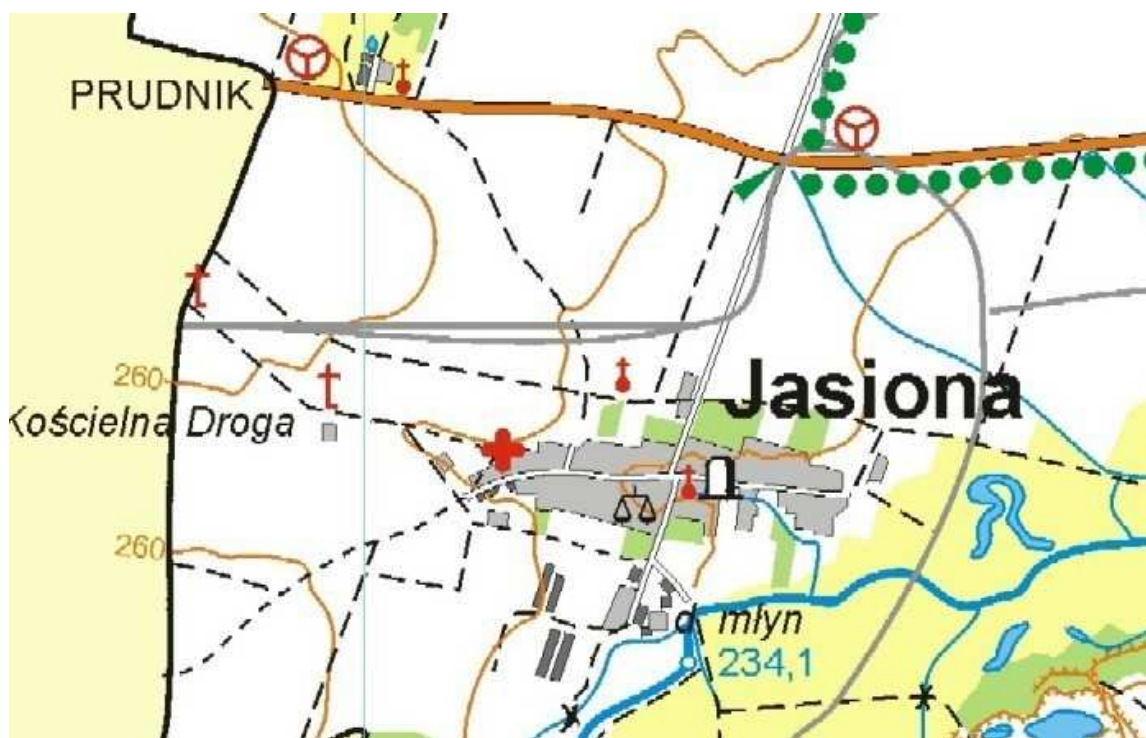 PRUDNIK
260
Jasiona
Kościelna Droga
260
d. młyn
234,1